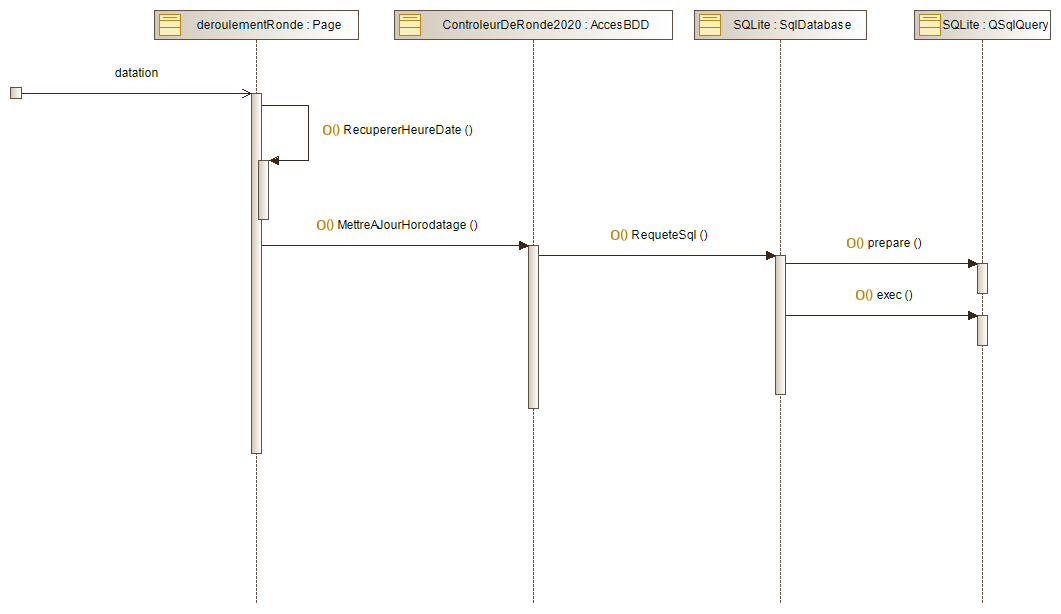 deroulementRonde : Page
ControleurDeRonde2020 : AccesBDD
SQLite : SqlDatabase
SQLite : QSqlQuery
datation
O() RecupererHeureDate ()
O() MettreAJourHorodatage ()
O() RequeteSql ()
O() prepare ()
O() exec ()